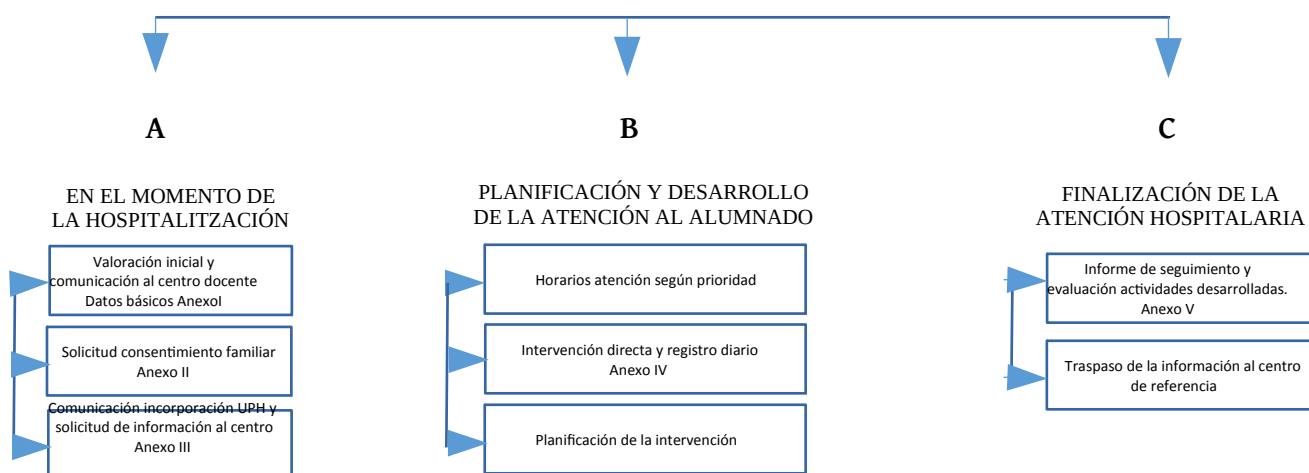 A
EN EL MOMENTO DE
LA HOSPITALITZACIÓN
Valoración inicial y
comunicación al centro docente
Datos básicos AnexoI
Solicitud consentimiento familiar
Anexo II
Comunicación incorporación UPH y
solicitud de información al centro
Anexo III
B
PLANIFICACIÓN Y DESARROLLO
DE LA ATENCIÓN AL ALUMNADO
Horarios atención según prioridad
Intervención directa y registro diario
Anexo IV
Planificación de la intervención
C
FINALIZACIÓN DE LA
ATENCIÓN HOSPITALARIA
Informe de seguimiento y
evaluación actividades desarrolladas.
Anexo V
Traspaso de la información al centro
de referencia